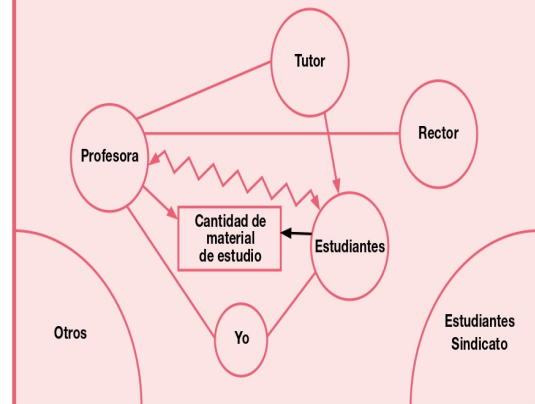 Tutor
Rector
Profesora
Cantidad de
material
de estudio
Estudiantes
Yo
Otros
Estudiantes
Sindicato